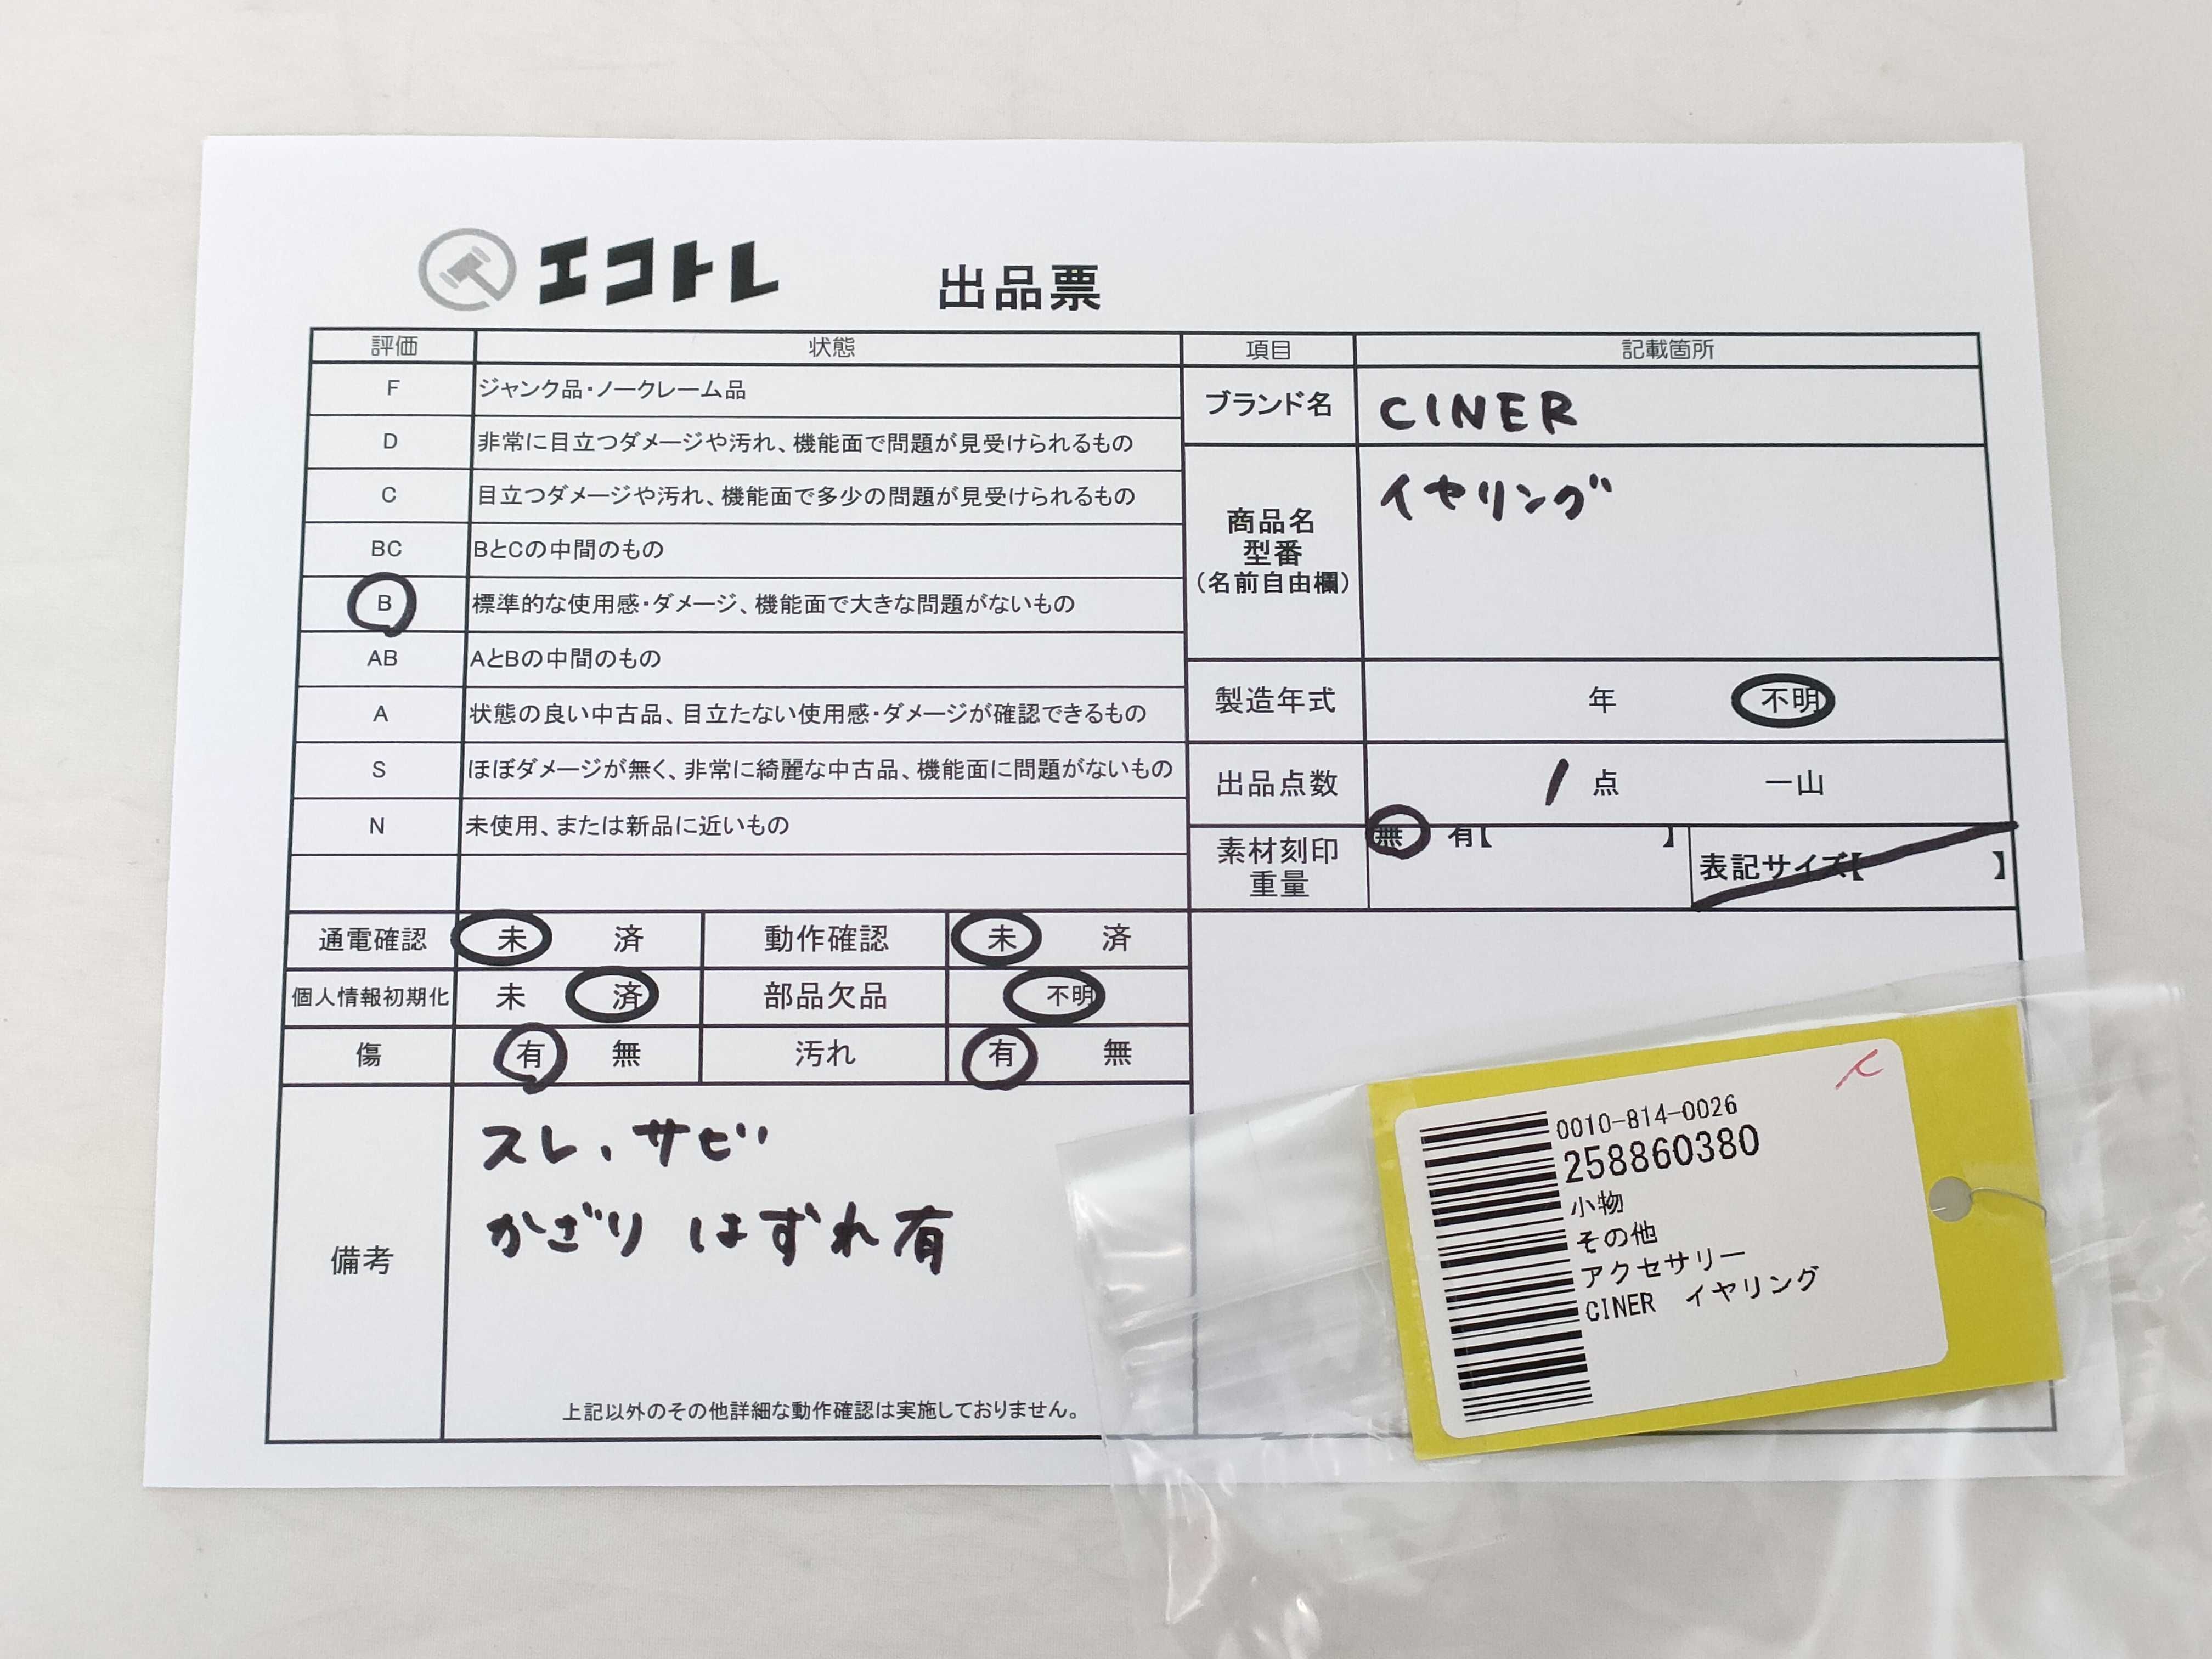 エコトレ 出品票
評価 状態
F ジャンク品・ノークレーム品
D 非常に目立つダメージや汚れ、機能面で問題が見受けられるもの
C 目立つダメージや汚れ、機能面で多少の問題が見受けられるもの
BC BとCの中間のもの
B 標準的な使用感・ダメージ、機能面で大きな問題がないもの
AB AとBの中間のもの
A 状態の良い中古品、目立たない使用感・ダメージが確認できるもの
S ほぼダメージが無く、非常に綺麗な中古品、機能面に問題がないもの
N 未使用、または新品に近いもの
通電確認 未 済 動作確認 未 済
個人情報初期化 未 済 部品欠品 不明
傷 有 無 汚れ 有 無
備考
スレ、サビ
かざり はずれ有
上記以外のその他詳細な動作確認は実施しておりません。
項目 記載箇所
ブランド名 CINER
商品名
型番
(名前自由欄)
イヤリング
製造年式 年 不明
出品点数 1 点 一山
素材刻印
重量
無 有【 】
表記サイズ【 】
0010-814-0026
258860380
小物
その他
アクセサリー
CINER イヤリング